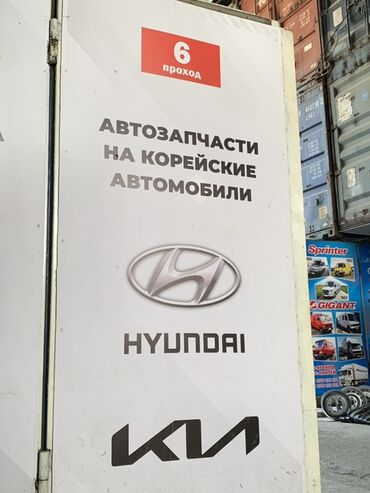 6
проход
АВТОЗАПЧАСТИ
НА КОРЕЙСКИЕ
АВТОМОБИЛИ
HYUNDAI
KIA
Sprinter
GIGANT